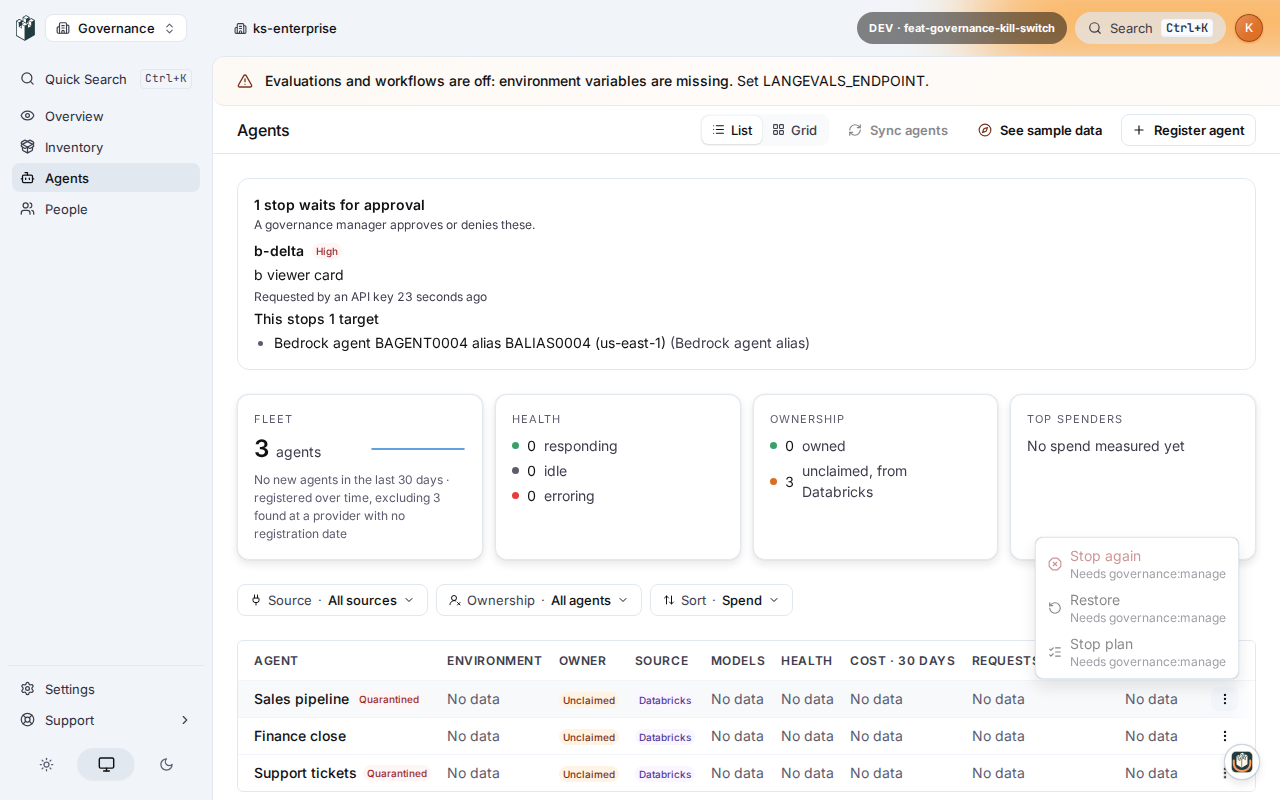 Governance
ks-enterprise
DEV · feat-governance-kill-switch
Search Ctrl+K
K
Quick Search Ctrl+K
Overview
Inventory
Agents
People
Settings
Support
Evaluations and workflows are off: environment variables are missing. Set LANGEVALS_ENDPOINT.
Agents
List
Grid
Sync agents
See sample data
Register agent
1 stop waits for approval
A governance manager approves or denies these.
b-delta High
b viewer card
Requested by an API key 23 seconds ago
This stops 1 target
• Bedrock agent BAGENT0004 alias BALIAS0004 (us-east-1) (Bedrock agent alias)
FLEET
3 agents
No new agents in the last 30 days ·
registered over time, excluding 3
found at a provider with no
registration date
HEALTH
0 responding
0 idle
0 erroring
OWNERSHIP
0 owned
3 unclaimed, from
Databricks
TOP SPENDERS
No spend measured yet
Stop again
Needs governance:manage
Restore
Needs governance:manage
Stop plan
Needs governance:manage
Source · All sources
Ownership · All agents
Sort · Spend
AGENT ENVIRONMENT OWNER SOURCE MODELS HEALTH COST · 30 DAYS REQUESTS
Sales pipeline Quarantined No data Unclaimed Databricks No data No data No data No data No data
Finance close No data Unclaimed Databricks No data No data No data No data No data
Support tickets Quarantined No data Unclaimed Databricks No data No data No data No data No data